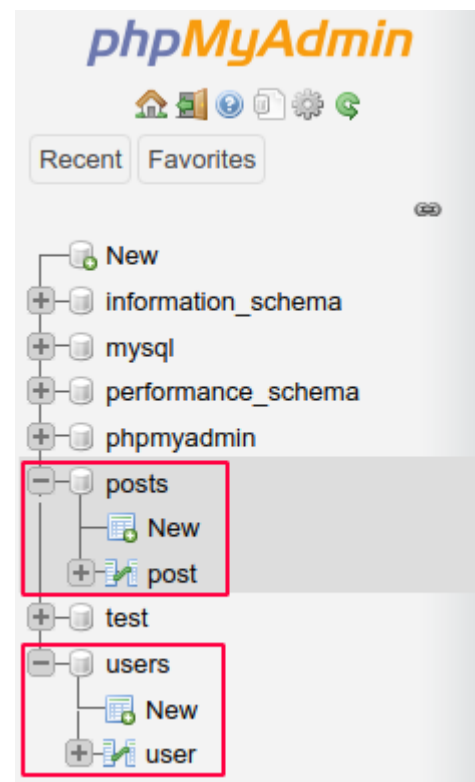 phpMyAdmin
Recent Favorites
New
information_schema
mysql
performance_schema
phpmyadmin
posts
New
post
test
users
New
user